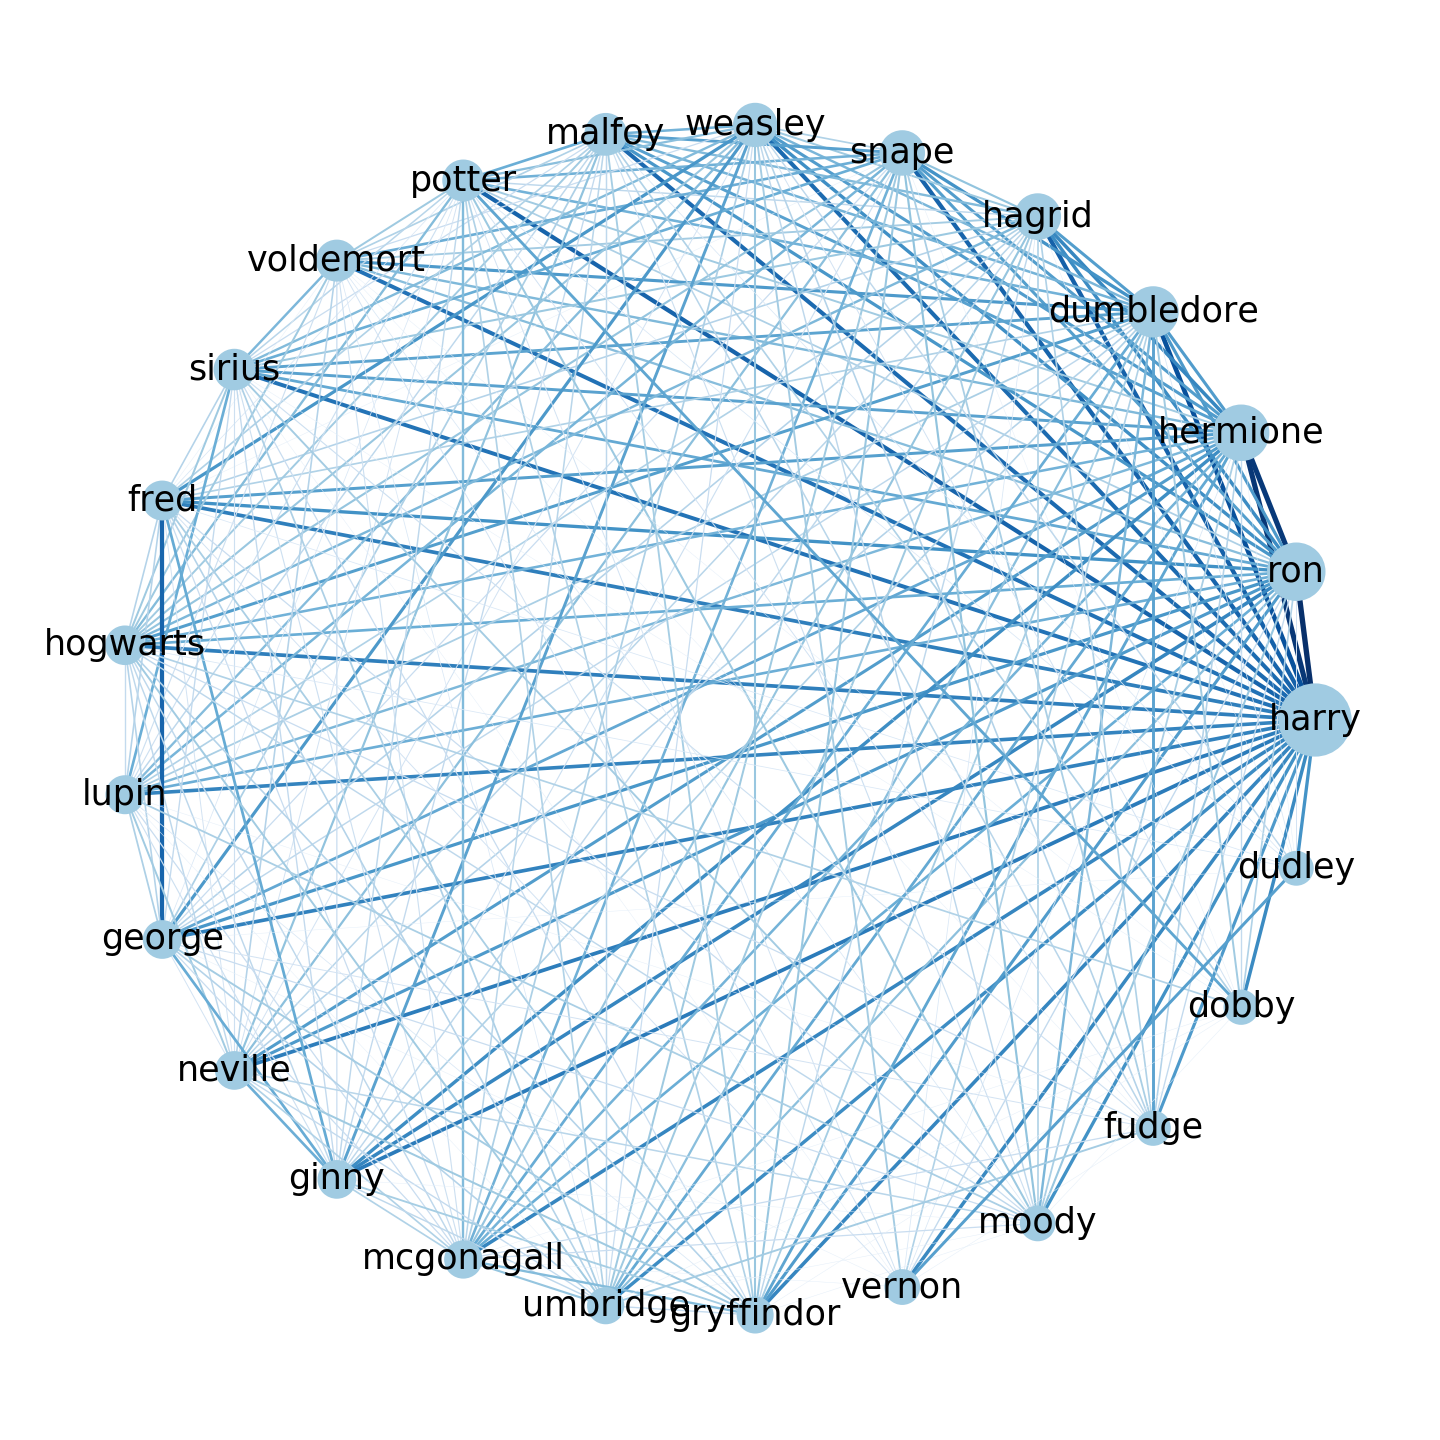 weasley
malfoy
snape
potter
hagrid
voldemort
dumbledore
sirius
hermione
fred
ron
hogwarts
harry
lupin
dudley
george
dobby
neville
fudge
ginny
moody
mcgonagall
vernon
umbridge
gryffindor